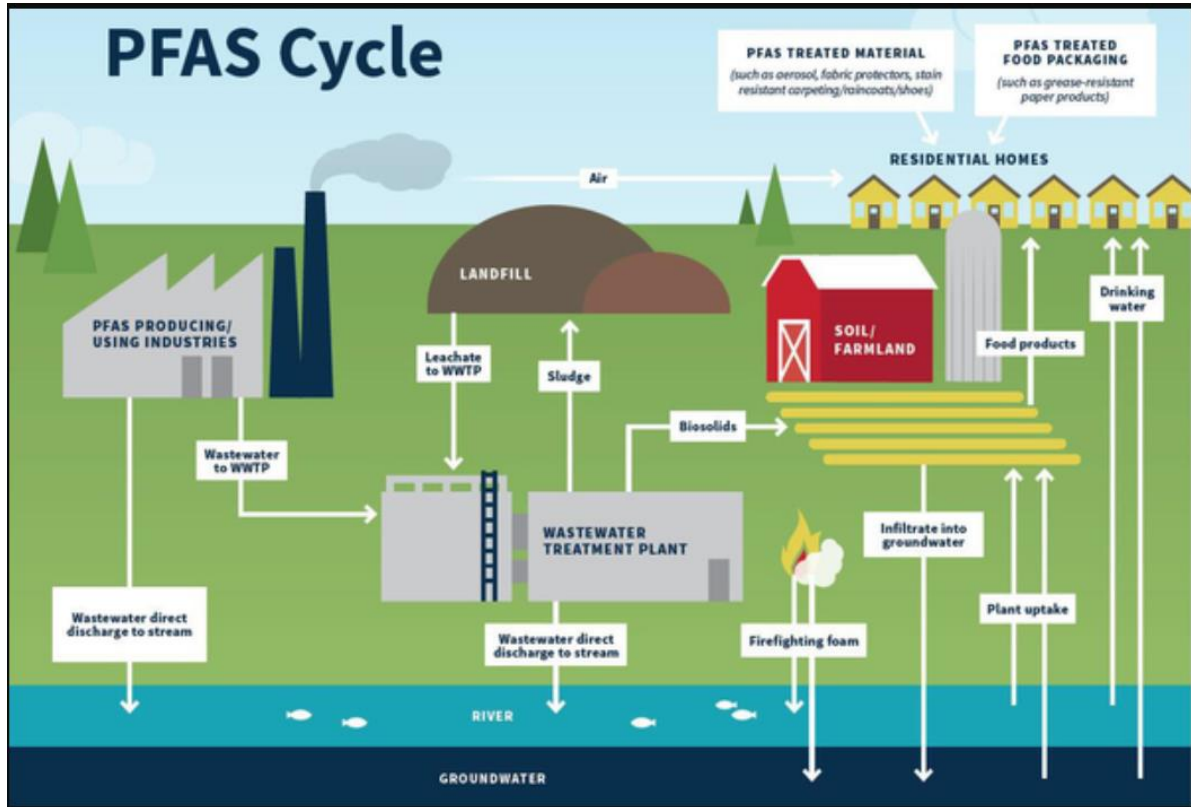 PFAS Cycle
PFAS TREATED MATERIAL
(such as aerosol, fabric protectors, stain
resistant carpeting/raincoats/shoes)
PFAS TREATED
FOOD PACKAGING
(such as grease-resistant
paper products)
RESIDENTIAL HOMES
Air
LANDFILL
PFAS PRODUCING/
USING INDUSTRIES
SOIL/
FARMLAND
Drinking
water
Food products
Leachate
to WWTP
Sludge
Biosolids
Wastewater
to WWTP
WASTEWATER
TREATMENT PLANT
Infiltrate into
groundwater
Plant uptake
Wastewater direct
discharge to stream
Wastewater direct
discharge to stream
Firefighting foam
RIVER
GROUNDWATER